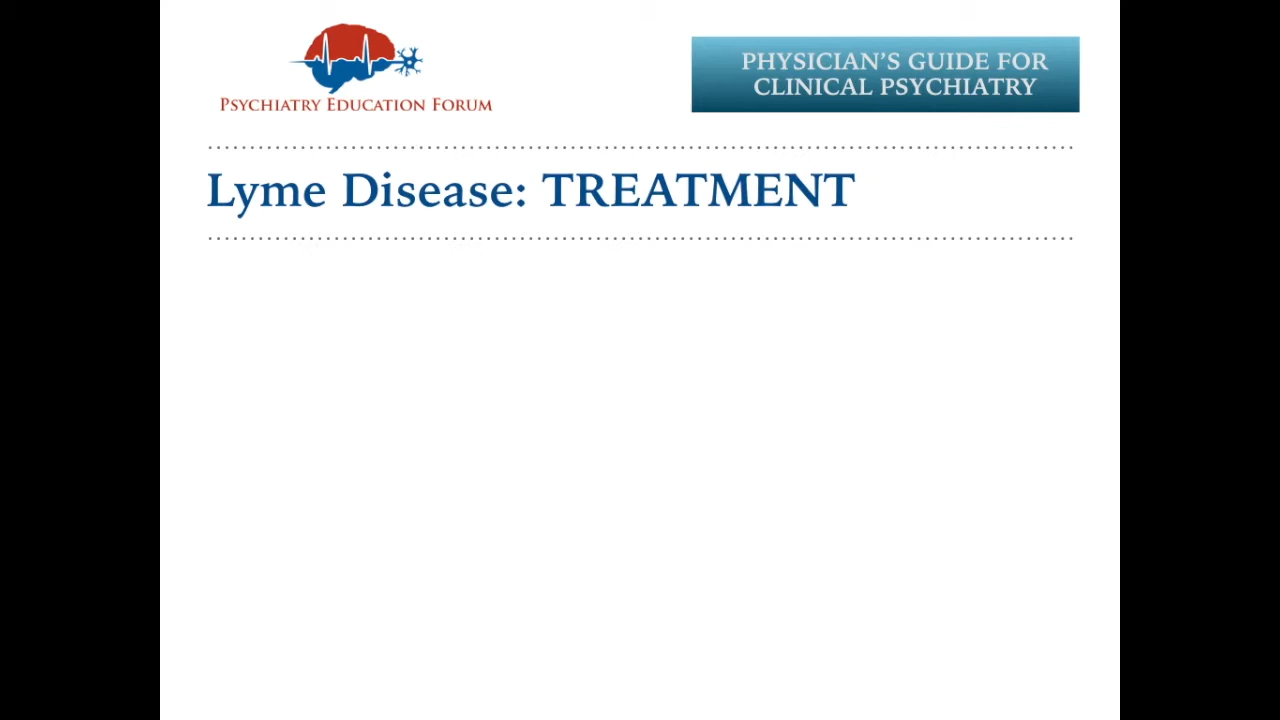 Psychiatry Education Forum
PHYSICIAN'S GUIDE FOR
CLINICAL PSYCHIATRY
Lyme Disease: TREATMENT